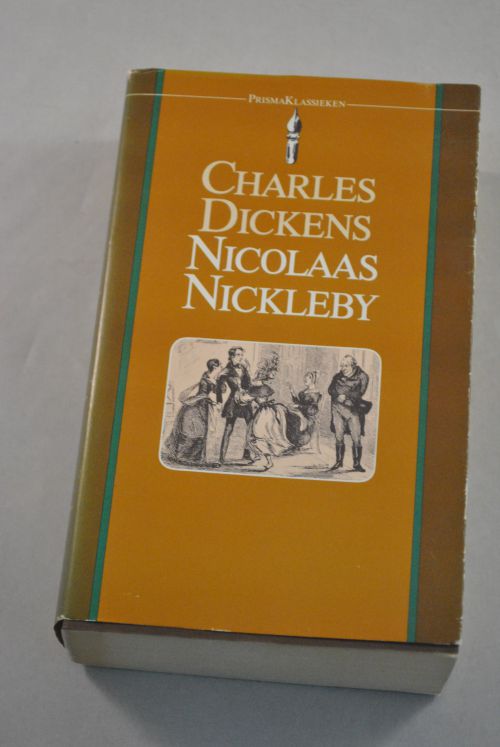 PRISMAKLASSIEKEN
CHARLES
DICKENS
NICOLAAS
NICKLEBY